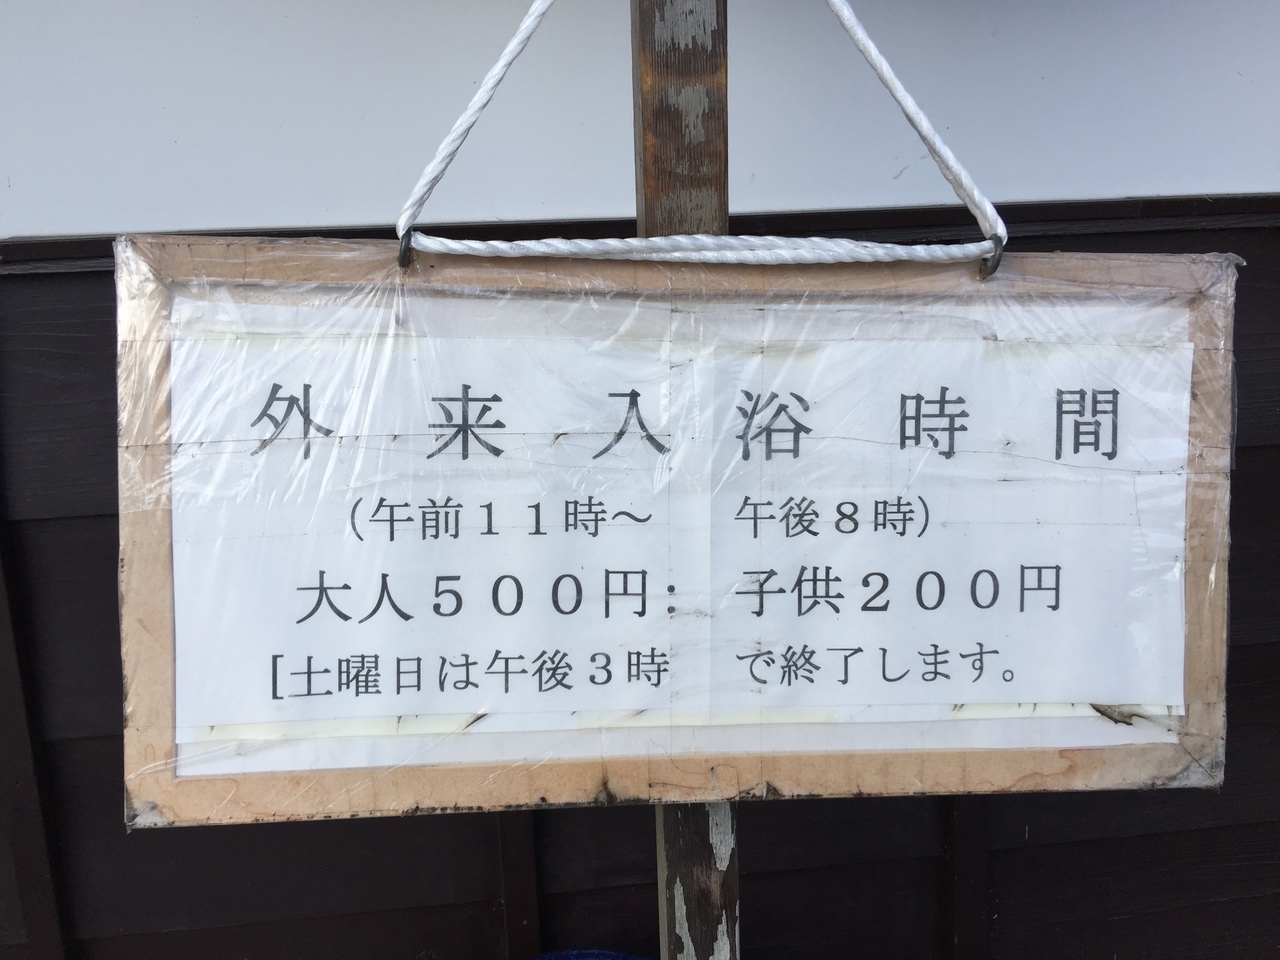 外来入浴時間
（午前１１時～　午後８時）
大人５００円：　子供２００円
[土曜日は午後３時　で終了します。